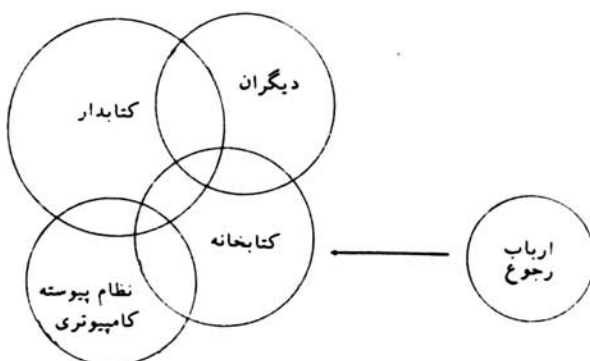 دیگران
کتابدار
کتابخانه
ارباب
رجوع
نظام پیوسته
کامپیوتری